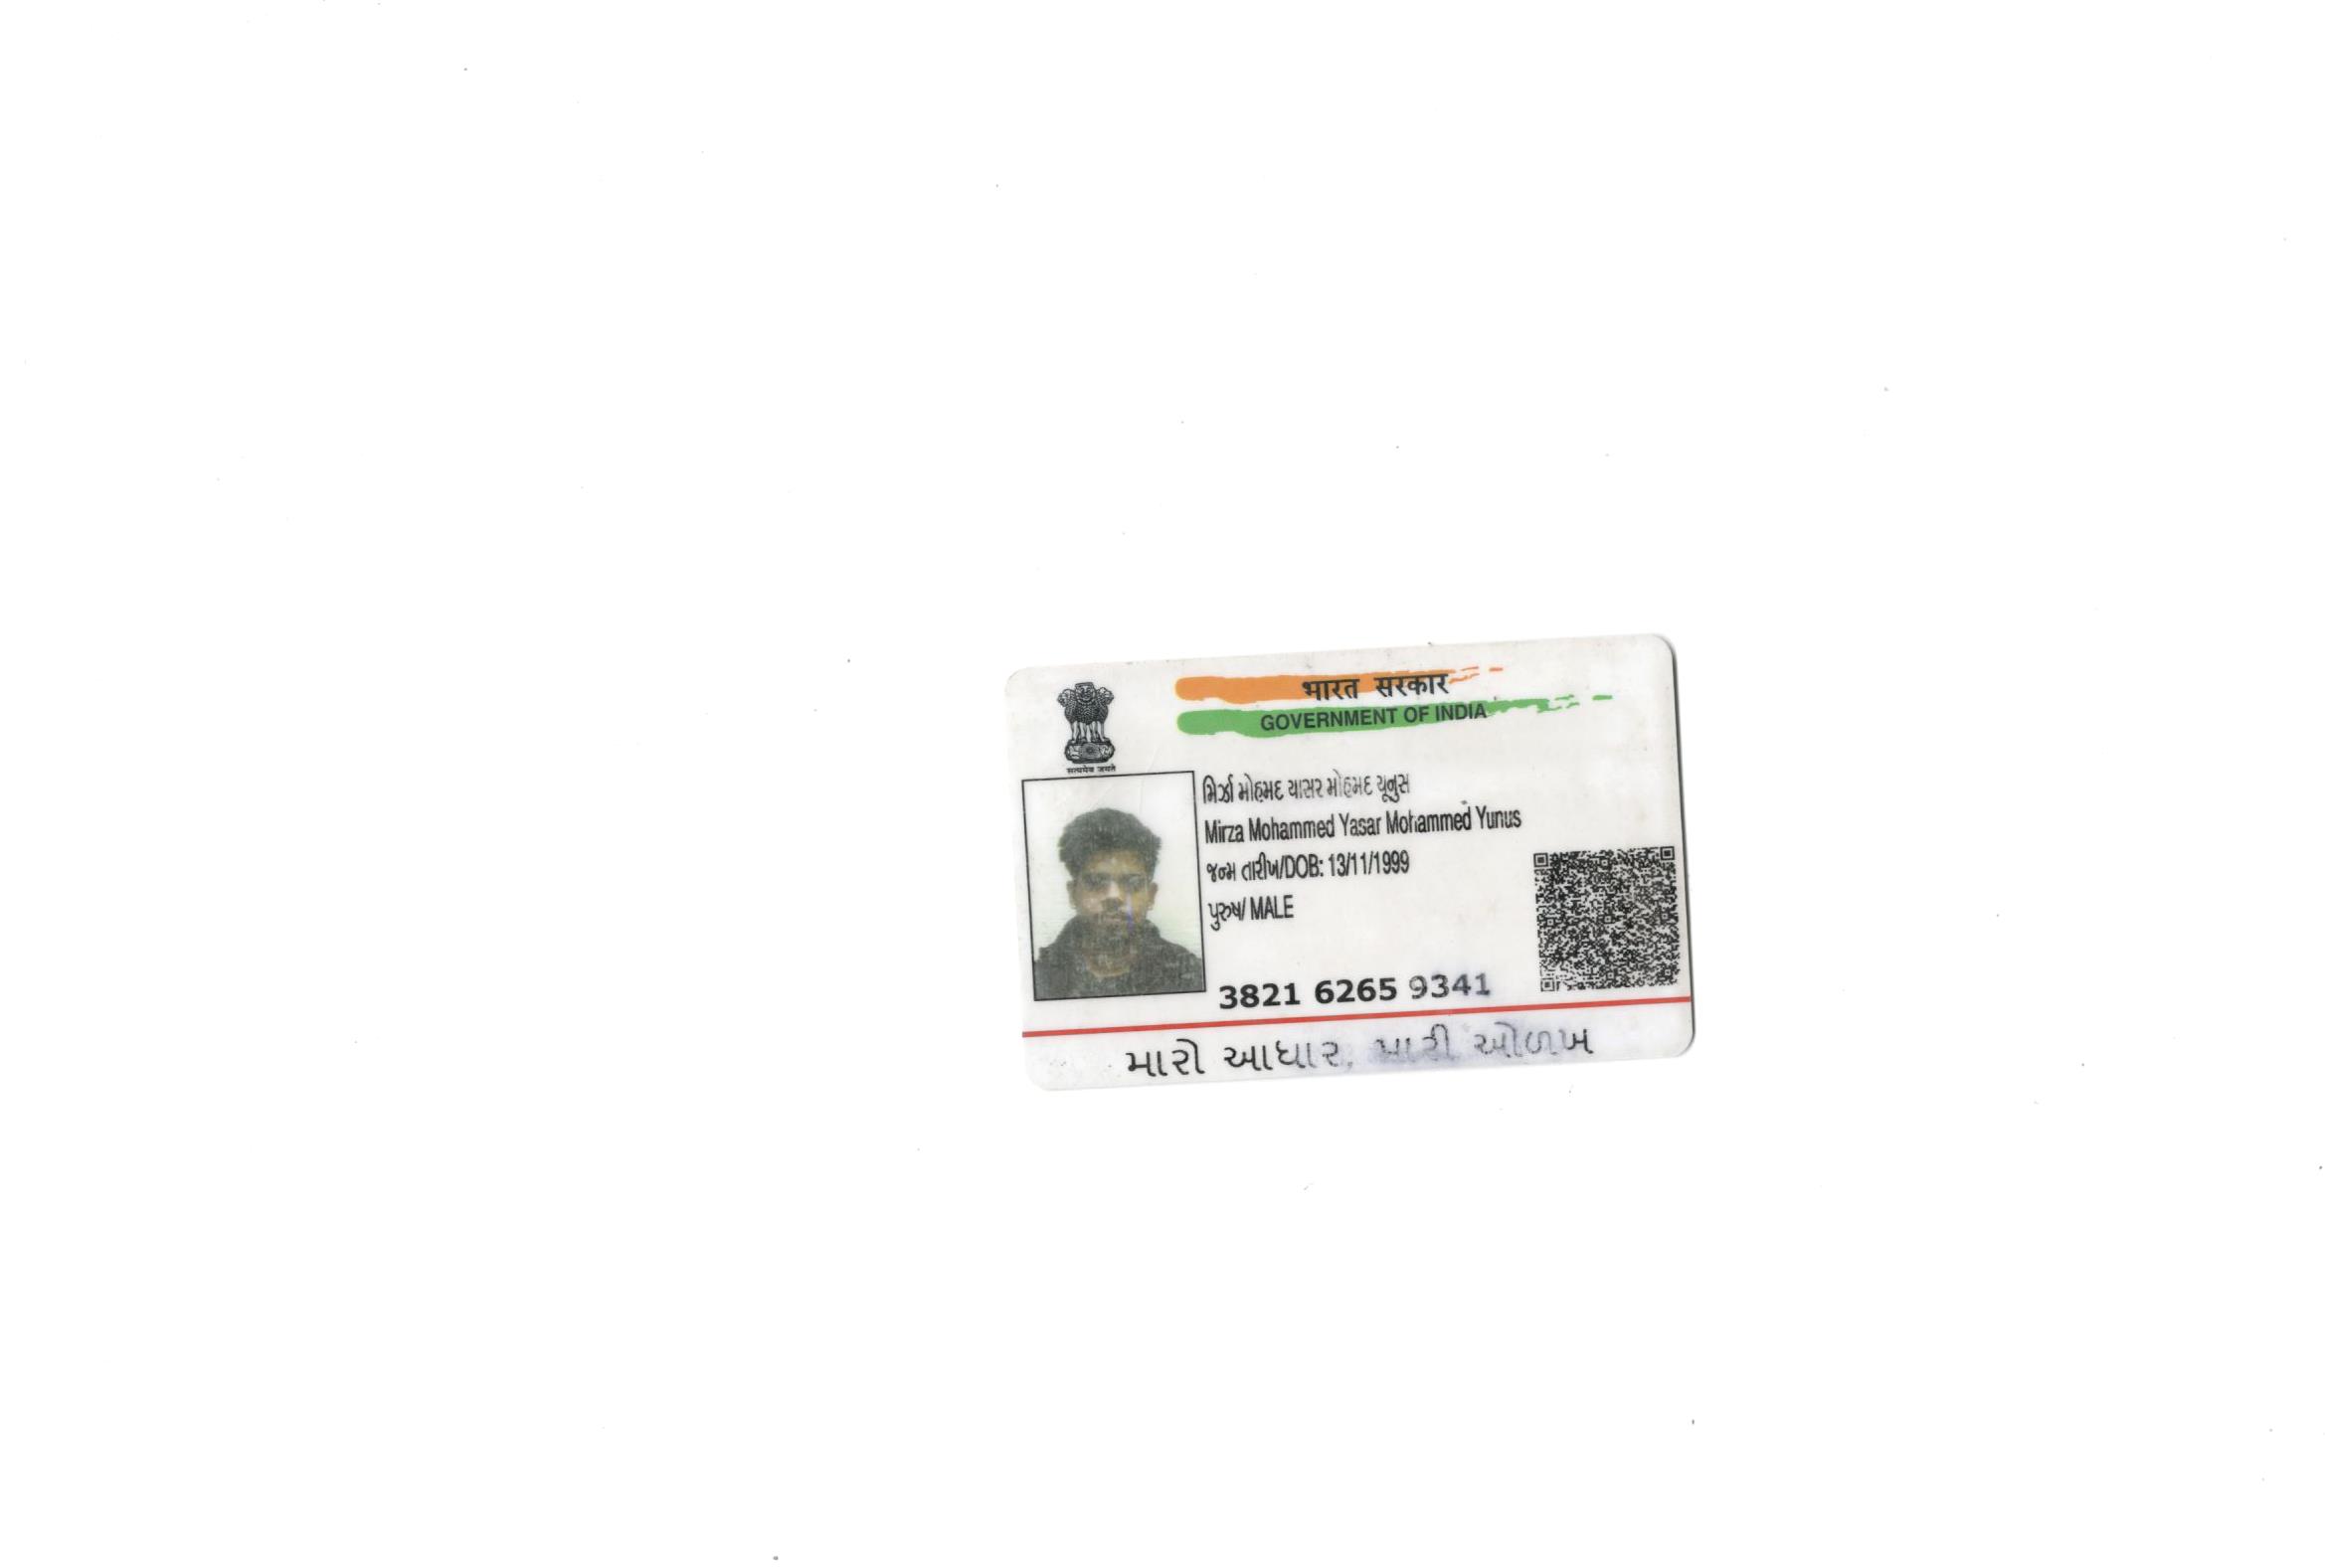 भारत सरकार
GOVERNMENT OF INDIA
सत्यमेव जयते
મિર્ઝા મોહમદ યાસર મોહમદ યૂનુસ
Mirza Mohammed Yasar Mohammed Yunus
જન્મ તારીખ/DOB: 13/11/1999
પુરુષ/ MALE
3821 6265 9341
મારો આધાર, મારી ઓળખ